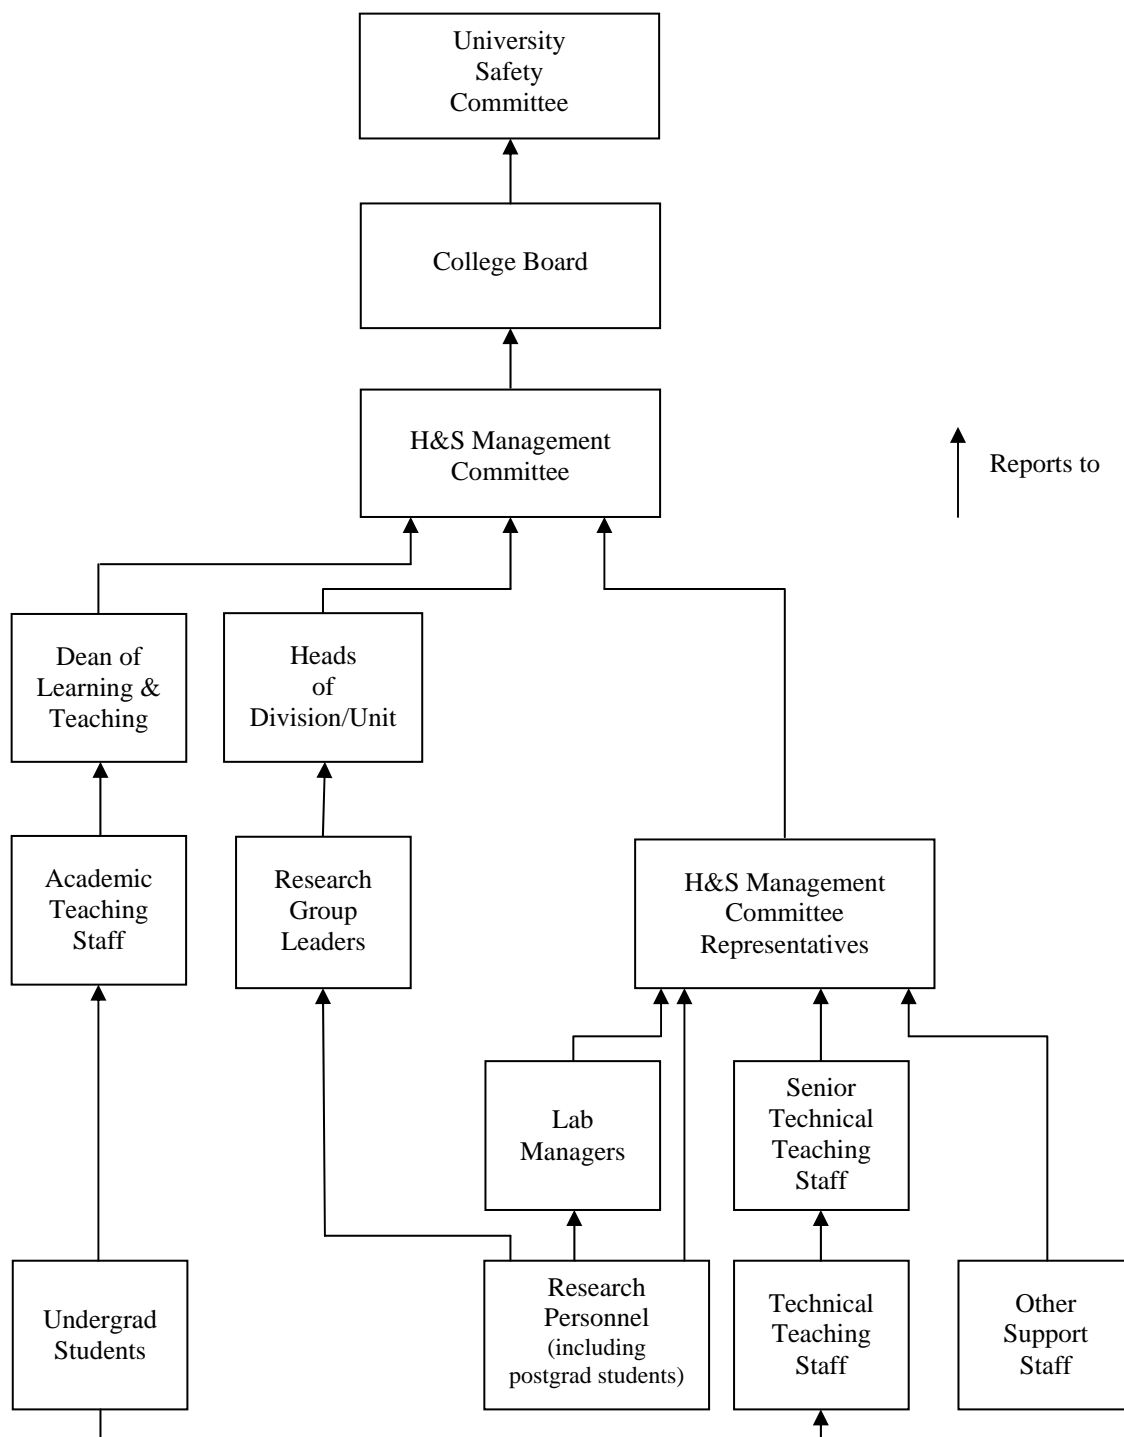 University
Safety
Committee
College Board
H&S Management
Committee
Reports to
Dean of
Learning &
Teaching
Heads
of
Division/Unit
Academic
Teaching
Staff
Research
Group
Leaders
H&S Management
Committee
Representatives
Lab
Managers
Senior
Technical
Teaching
Staff
Undergrad
Students
Research
Personnel
(including
postgrad students)
Technical
Teaching
Staff
Other
Support
Staff